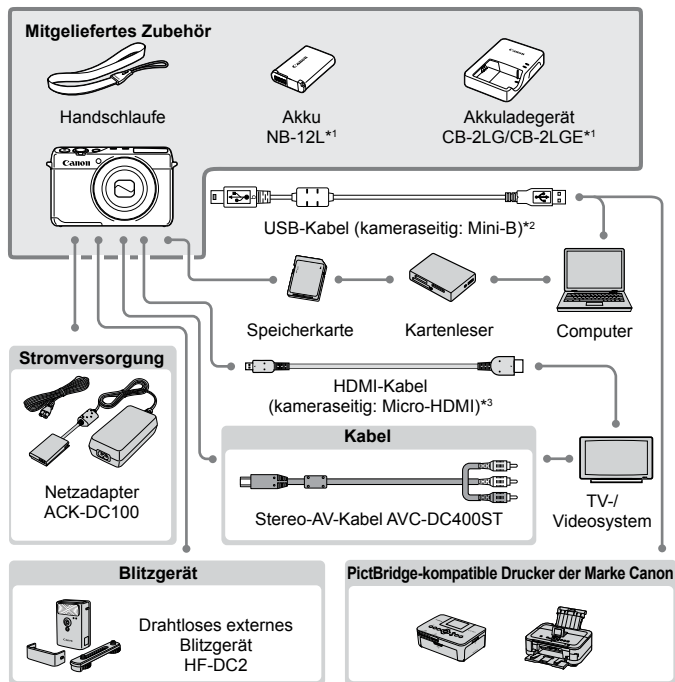 Mitgeliefertes Zubehör
Handschlaufe
Akku
NB-12L*1
Akkuladegerät
CB-2LG/CB-2LGE*1
Canon
USB-Kabel (kameraseitig: Mini-B)*2
Speicherkarte
Kartenleser
Computer
Stromversorgung
HDMI-Kabel
(kameraseitig: Micro-HDMI)*3
Kabel
Netzadapter
ACK-DC100
Stereo-AV-Kabel AVC-DC400ST
TV-/
Videosystem
Blitzgerät
Drahtloses externes
Blitzgerät
HF-DC2
PictBridge-kompatible Drucker der Marke Canon